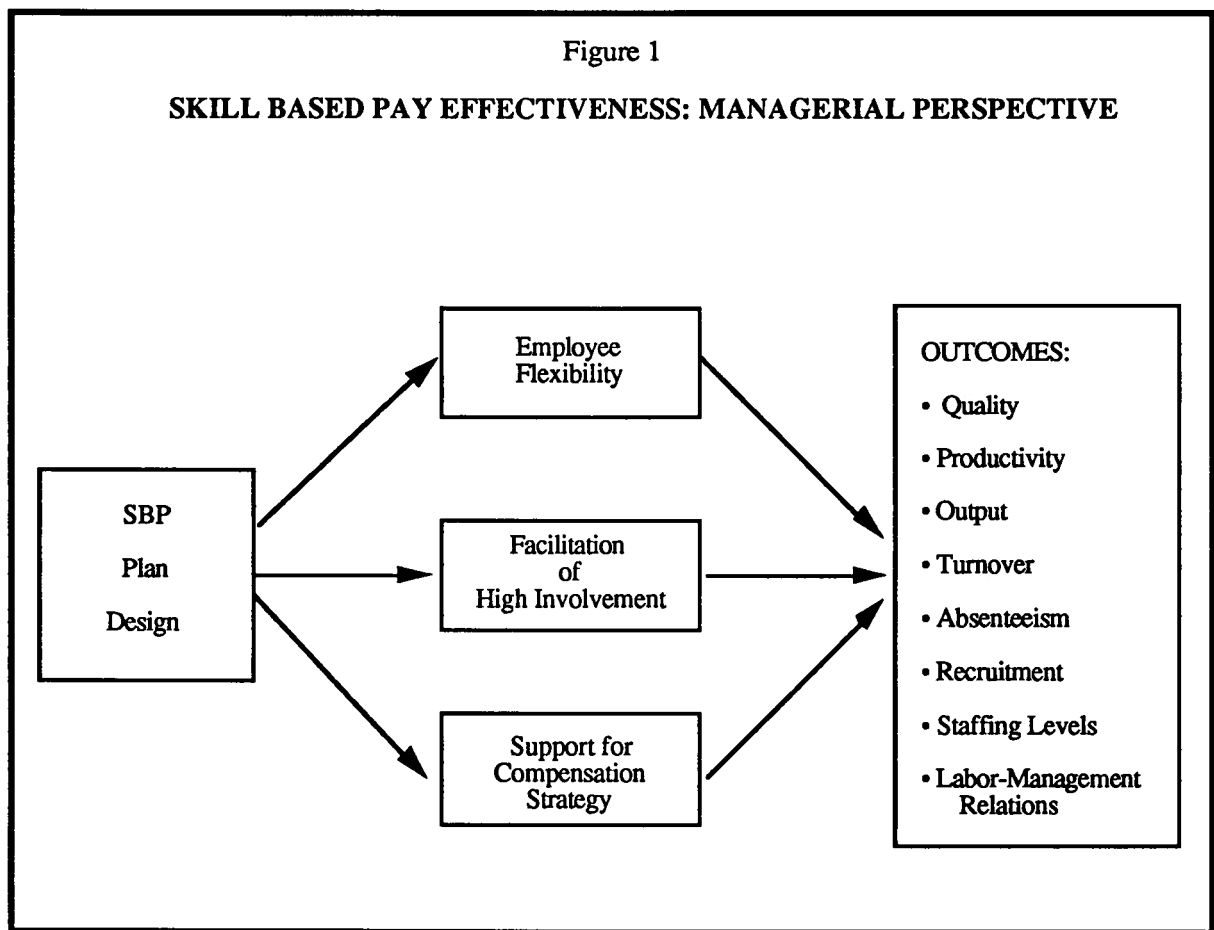 Figure 1
SKILL BASED PAY EFFECTIVENESS: MANAGERIAL PERSPECTIVE
SBP
Plan
Design
Employee
Flexibility
Facilitation
of
High Involvement
Support for
Compensation
Strategy
OUTCOMES:
• Quality
• Productivity
• Output
• Turnover
• Absenteeism
• Recruitment
• Staffing Levels
• Labor-Management
Relations